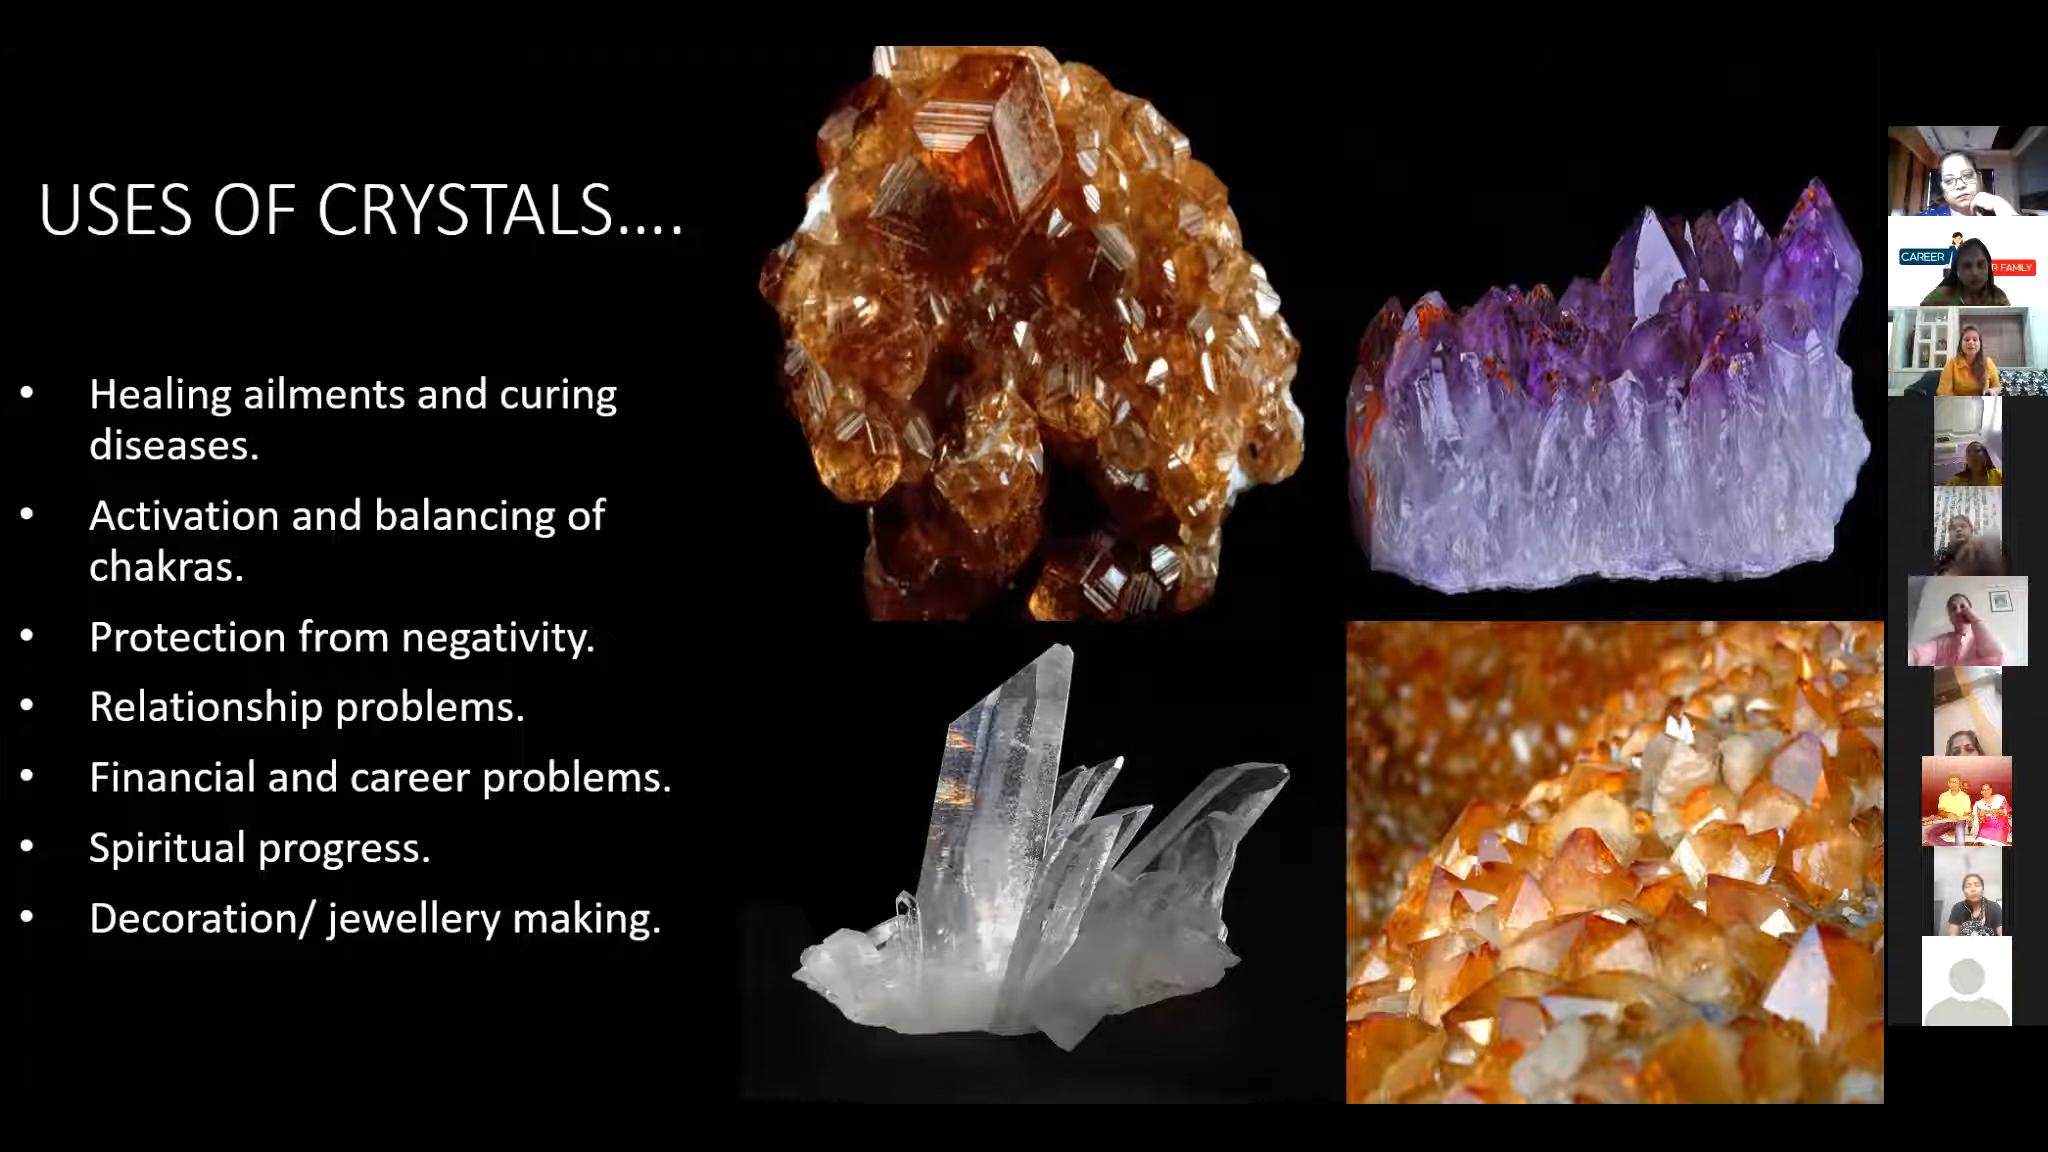 USES OF CRYSTALS....
• Healing ailments and curing
diseases.
• Activation and balancing of
chakras.
• Protection from negativity.
• Relationship problems.
• Financial and career problems.
• Spiritual progress.
• Decoration/ jewellery making.
CAREER
FAMILY